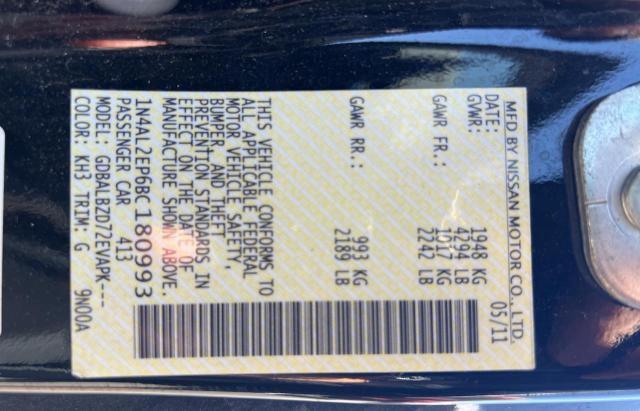 MFD BY NISSAN MOTOR CO., LTD.
DATE: 05/11
GVWR: 1948 KG
4294 LB
GAWR FR.: 1017 KG
2242 LB
GAWR RR.: 993 KG
2189 LB
THIS VEHICLE CONFORMS TO
ALL APPLICABLE FEDERAL
MOTOR VEHICLE SAFETY,
BUMPER, AND THEFT
PREVENTION STANDARDS IN
EFFECT ON THE DATE OF
MANUFACTURE SHOWN ABOVE.
1N4AL2EP6BC180993
PASSENGER CAR 413
MODEL: GDBALBZD72EVAPK---
COLOR: KH3 TRIM: G 9N00A